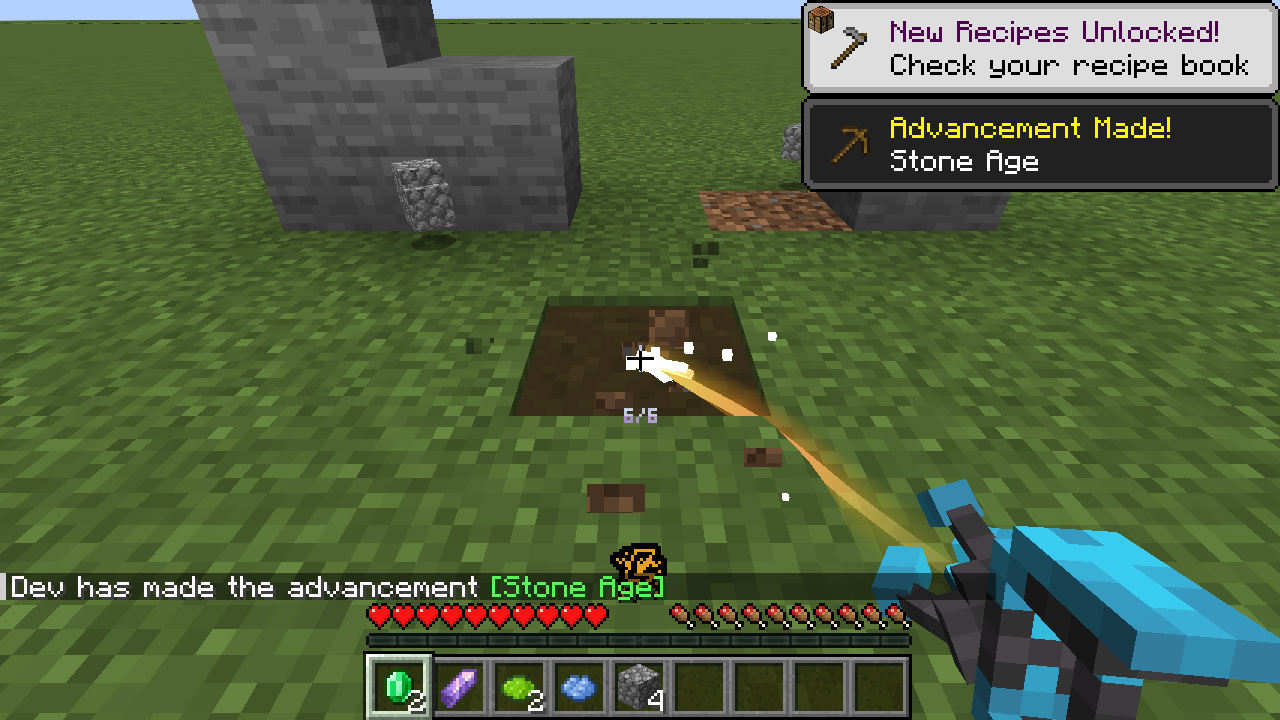 New Recipes Unlocked!
Check your recipe book
Advancement Made!
Stone Age
6/6
Dev has made the advancement [Stone Age]
2
2
4